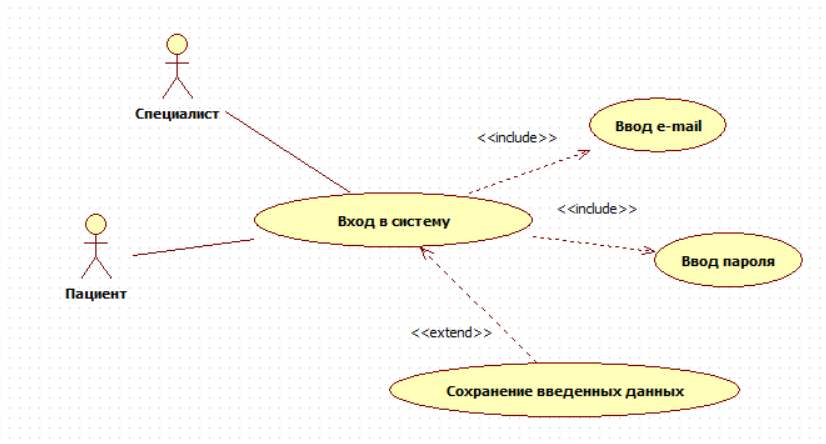 Специалист
Ввод e-mail
<<include>>
<<include>>
Вход в систему
Ввод пароля
Пациент
<<extend>>
Сохранение введенных данных